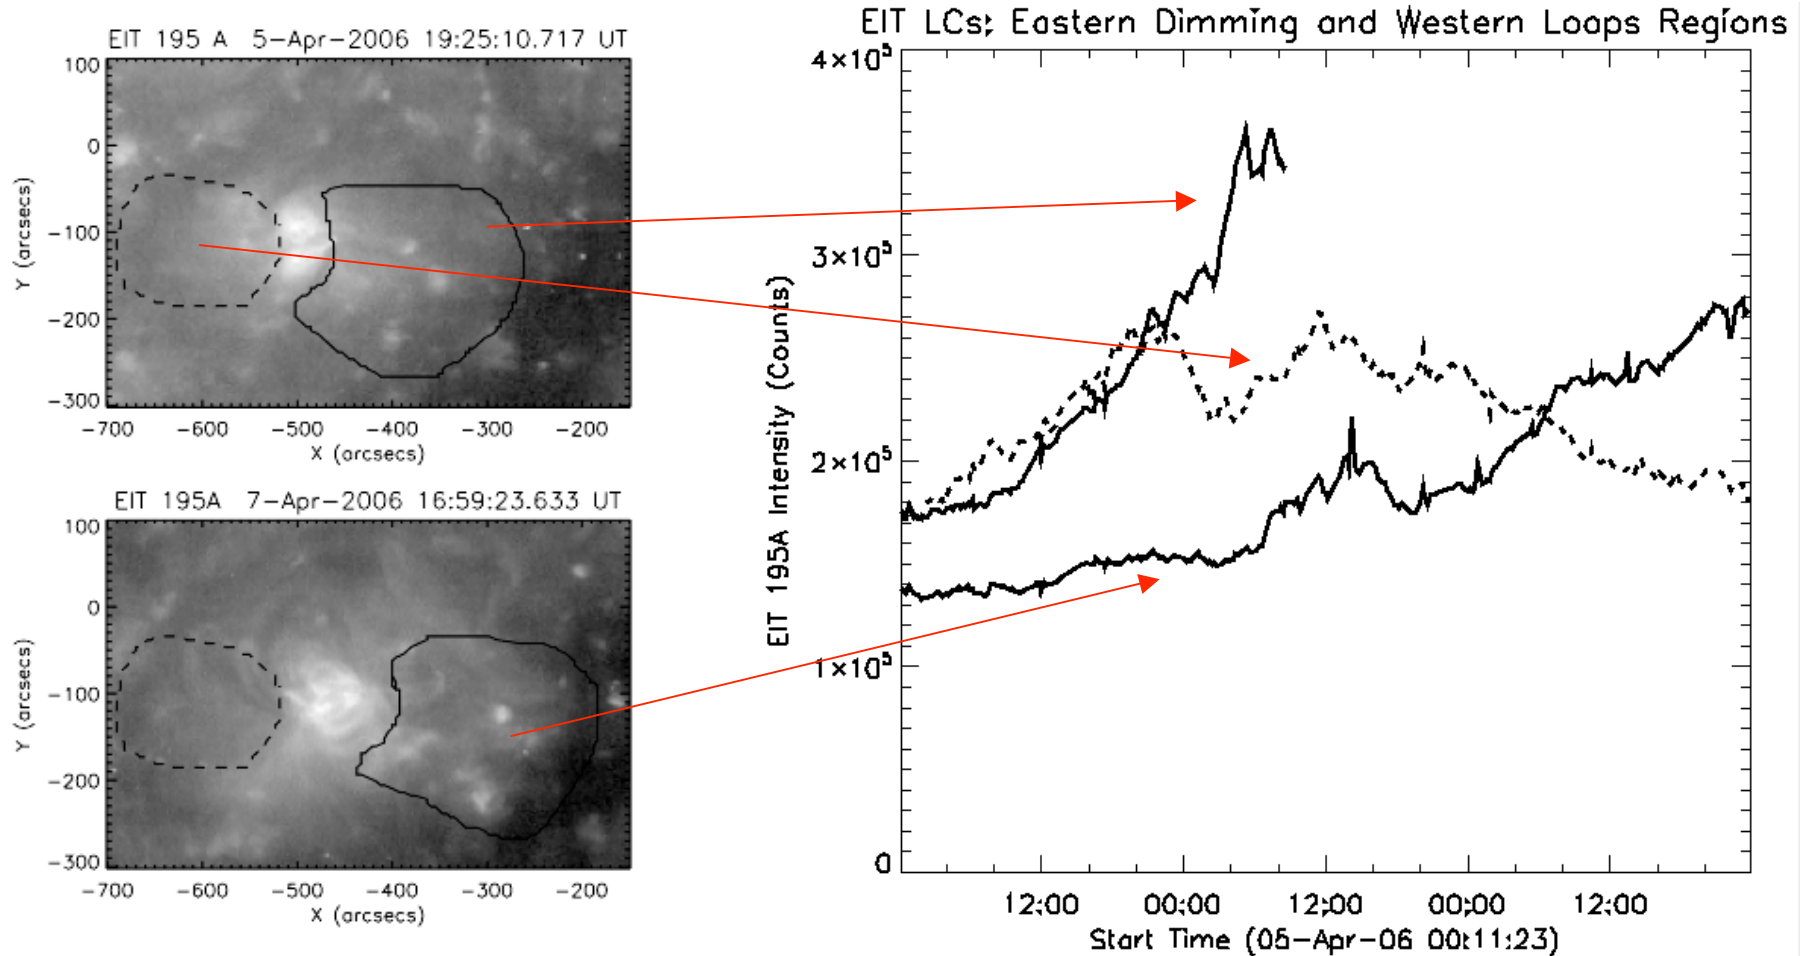 EIT 195 A  5-Apr-2006 19:25:10.717 UT
100
0
-100
-200
-300
Y (arcsecs)
-700 -600 -500 -400 -300 -200
X (arcsecs)
EIT 195A  7-Apr-2006 16:59:23.633 UT
100
0
-100
-200
-300
Y (arcsecs)
-700 -600 -500 -400 -300 -200
X (arcsecs)
EIT LCs; Eastern Dimming and Western Loops Regions
4×10⁵
3×10⁵
2×10⁵
1×10⁵
0
EIT 195A Intensity (Counts)
12:00 00:00 12:00 00:00 12:00
Start Time (05-Apr-06 00:11:23)